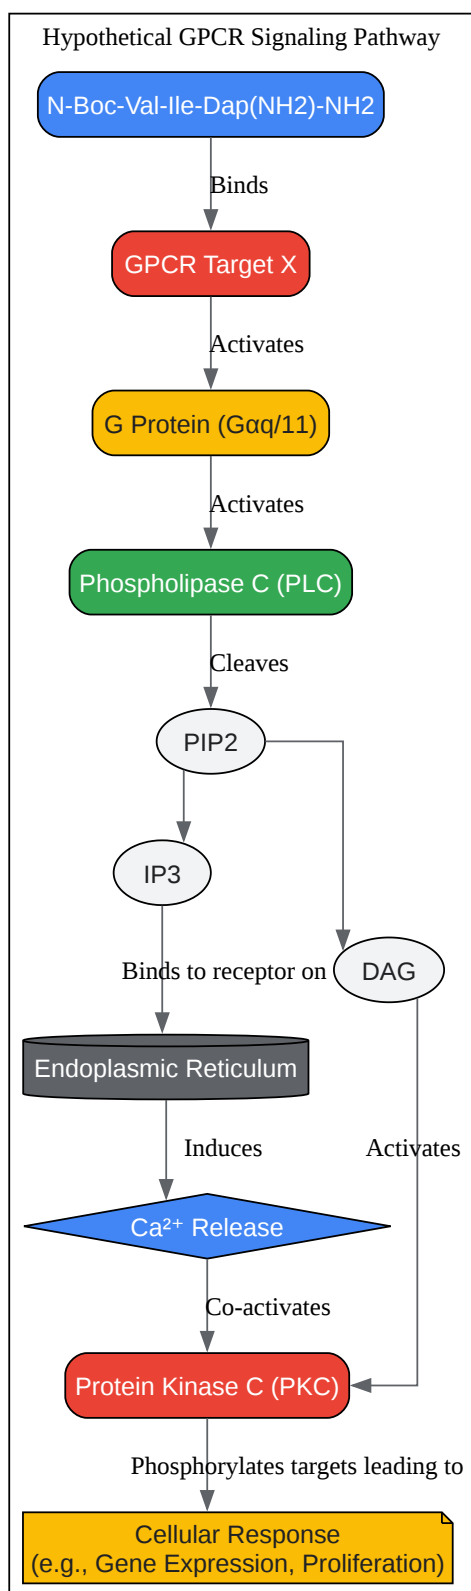 Hypothetical GPCR Signaling Pathway
N-Boc-Val-Ile-Dap(NH2)-NH2
Binds
GPCR Target X
Activates
G Protein (Gαq/11)
Activates
Phospholipase C (PLC)
Cleaves
PIP2
IP3
Binds to receptor on
DAG
Endoplasmic Reticulum
Induces
Activates
Ca²⁺ Release
Co-activates
Protein Kinase C (PKC)
Phosphorylates targets leading to
Cellular Response
(e.g., Gene Expression, Proliferation)